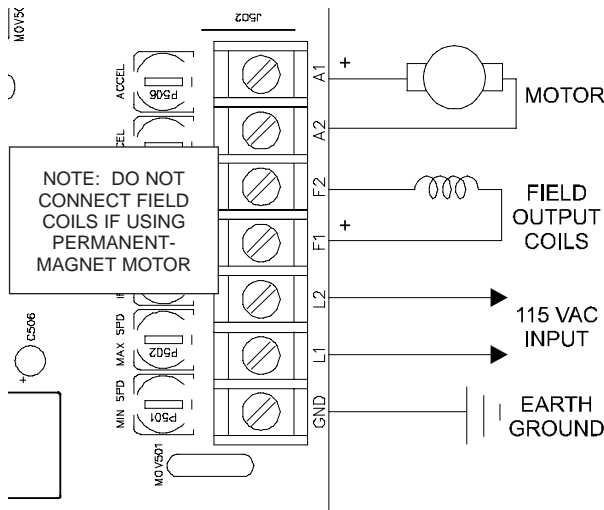 MOV50
J502
ACCEL
P506
CEL
A1
+
MOTOR
A2
NOTE: DO NOT
CONNECT FIELD
COILS IF USING
PERMANENT-
MAGNET MOTOR
F2
FIELD
OUTPUT
COILS
+
F1
L2
115 VAC
INPUT
C506
+
MAX SPD
P502
L1
MIN SPD
P501
GND
EARTH
GROUND
MOV501